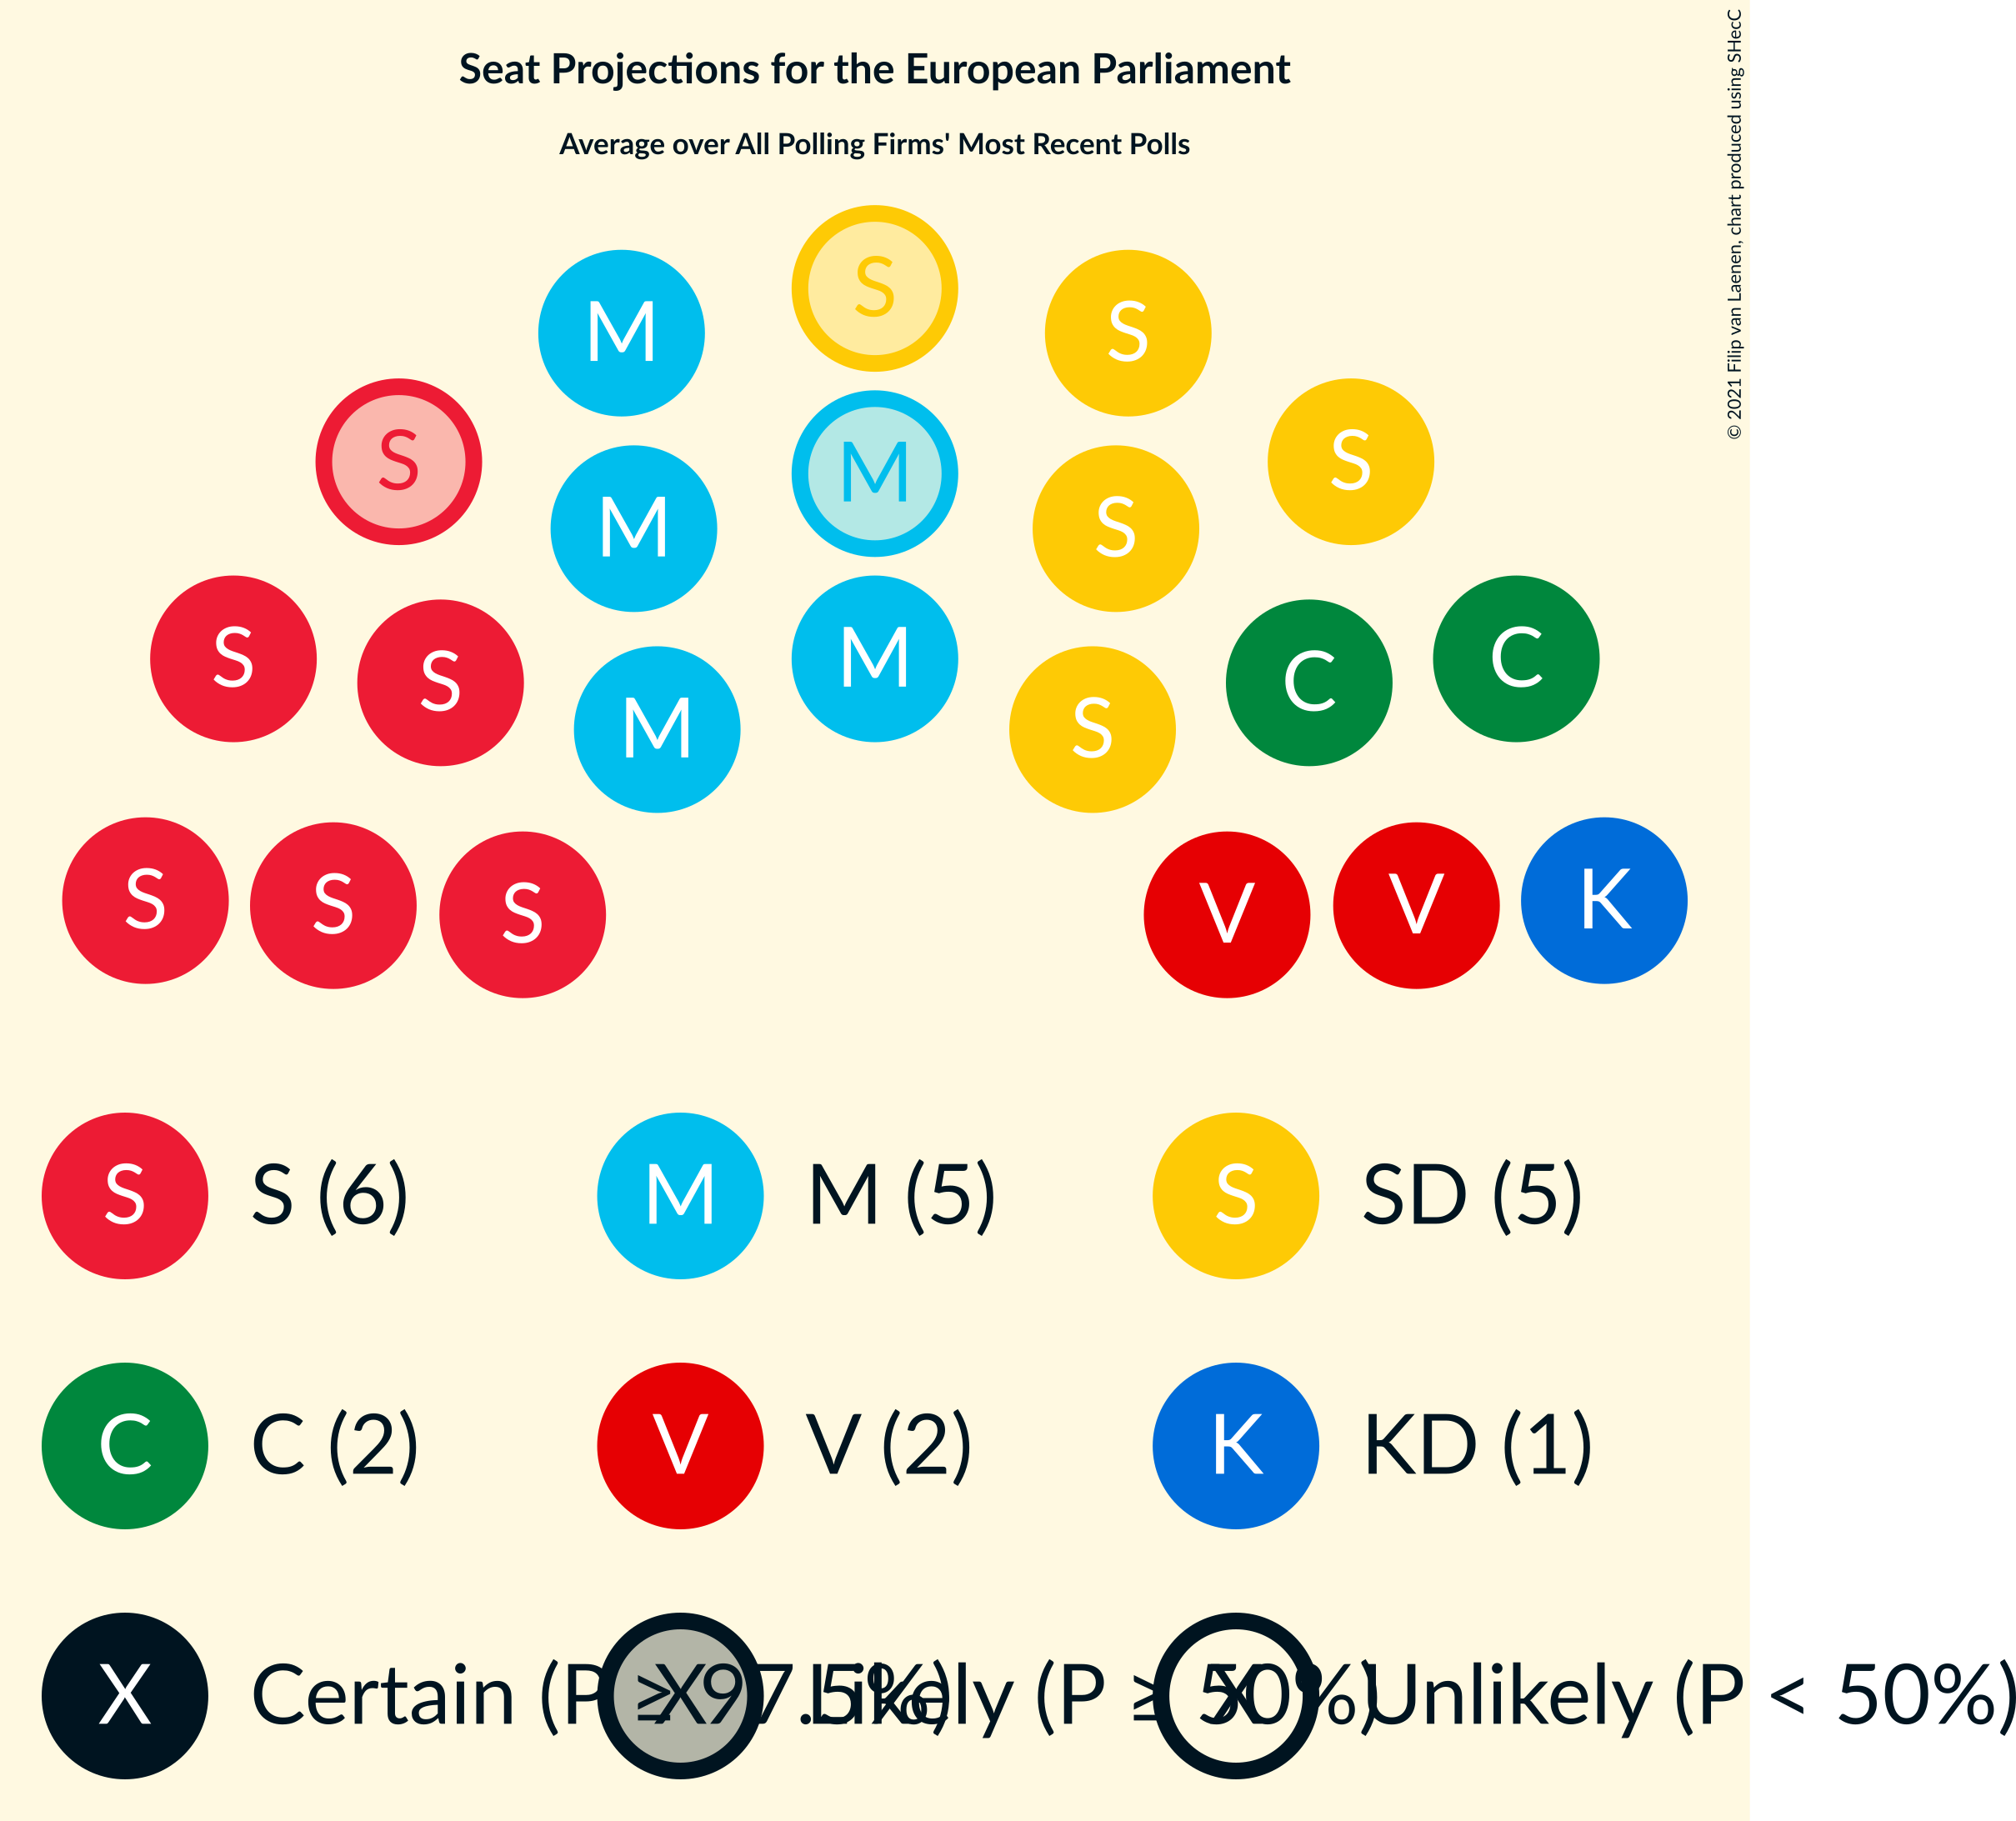 Seat Projections for the European Parliament
Average over All Polling Firms' Most Recent Polls
© 2021 Filip van Laenen, chart produced using SHecC
S
M S
S M M S S
S S M M S C C
S S S V V K
S S (6) M M (5) S SD (5)
C C (2) V V (2) K KD (1)
X Certain (P ≥ 97.5%) X Likely (P ≥ 50%) X Unlikely (P < 50%)